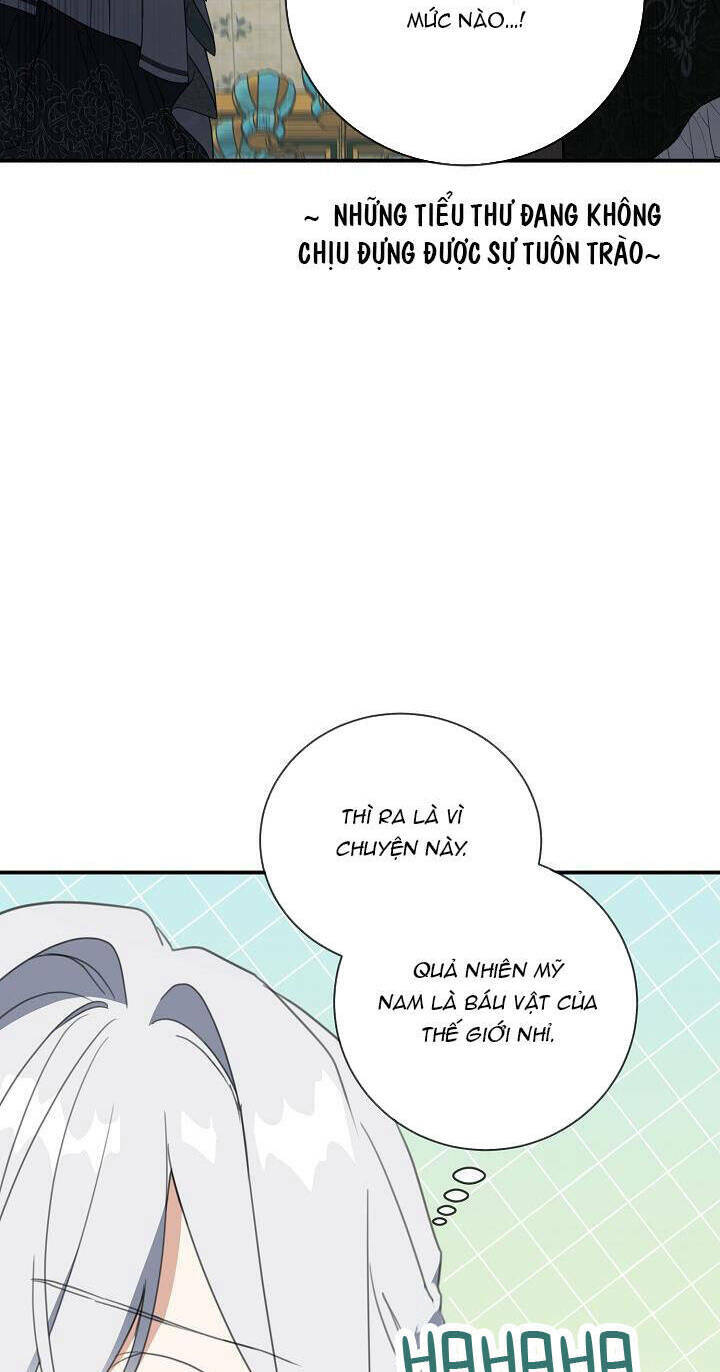 MỨC NÀO...!
~ NHỮNG TIỂU THƯ ĐANG KHÔNG
CHỊU ĐỰNG ĐƯỢC SỰ TUÔN TRÀO~
THÌ RA LÀ VÌ
CHUYỆN NÀY.
QUẢ NHIÊN MỸ
NAM LÀ BÁU VẬT CỦA
THẾ GIỚI NHỈ.
HAHAHA